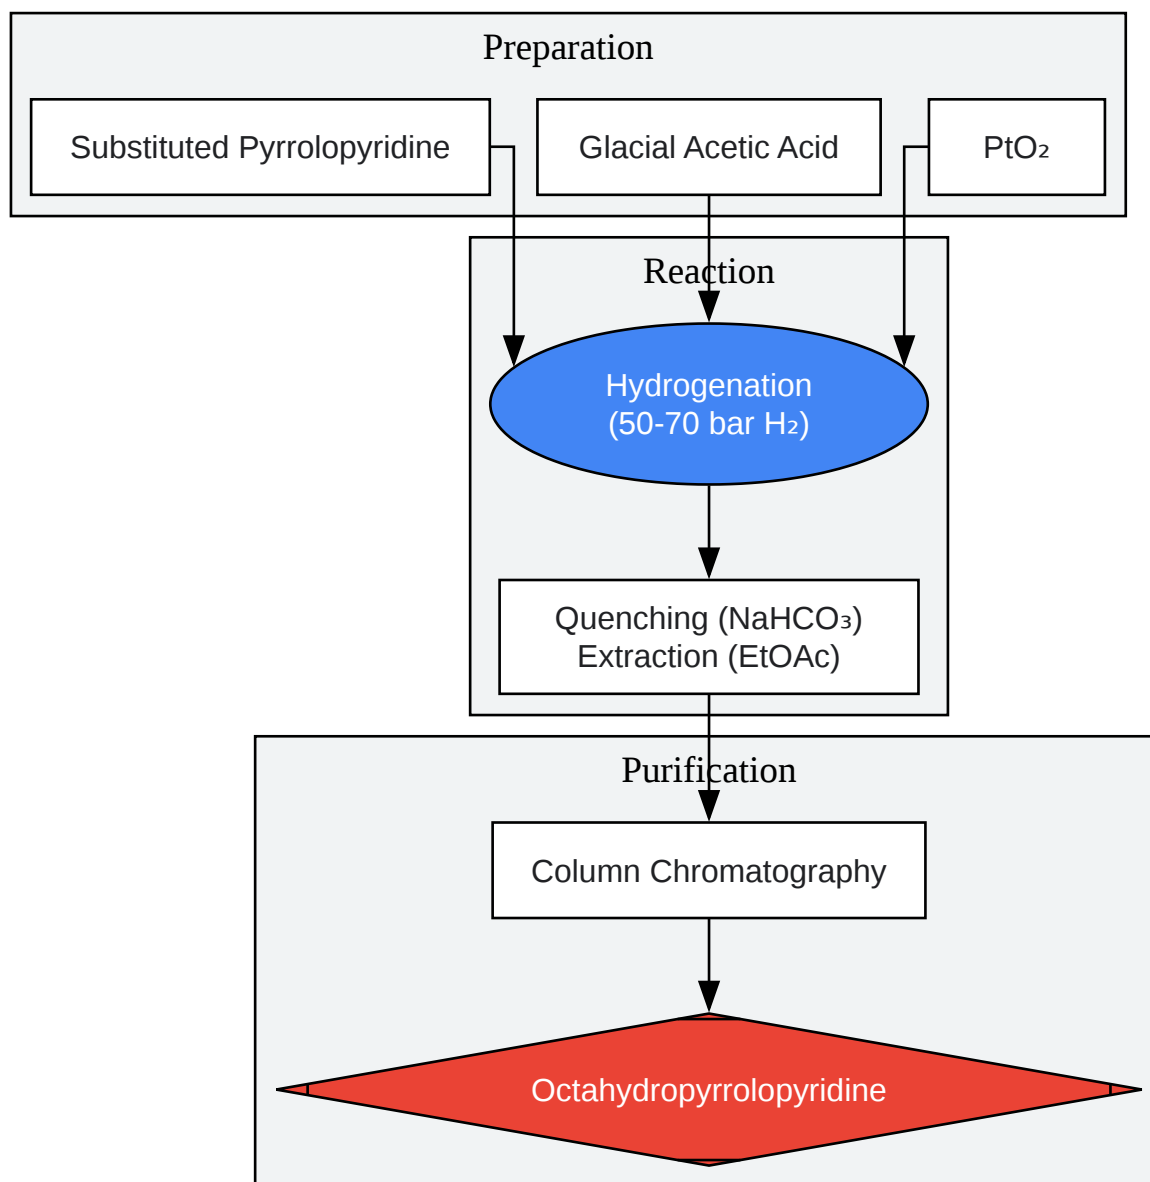 Preparation
Substituted Pyrrolopyridine
Glacial Acetic Acid
PtO₂
Reaction
Hydrogenation
(50-70 bar H₂)
Quenching (NaHCO₃)
Extraction (EtOAc)
Purification
Column Chromatography
Octahydropyrrolopyridine